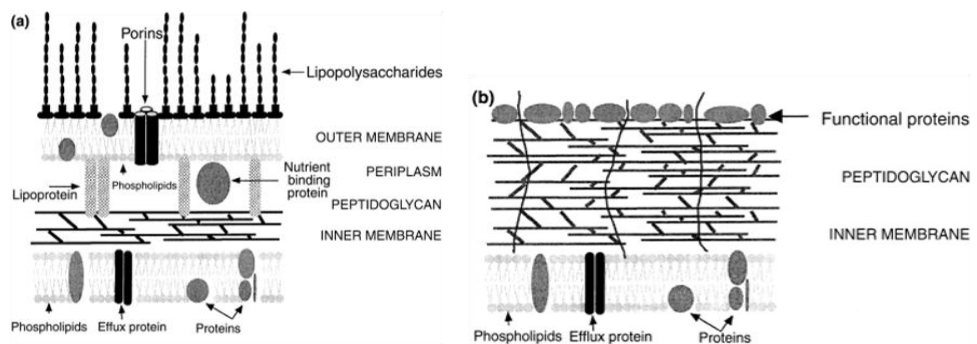 (a)
Porins
Lipopolysaccharides
OUTER MEMBRANE
Lipoprotein
Phospholipids
Nutrient
binding
protein
PERIPLASM
PEPTIDOGLYCAN
INNER MEMBRANE
Phospholipids
Efflux protein
Proteins
(b)
Functional proteins
PEPTIDOGLYCAN
INNER MEMBRANE
Phospholipids
Efflux protein
Proteins